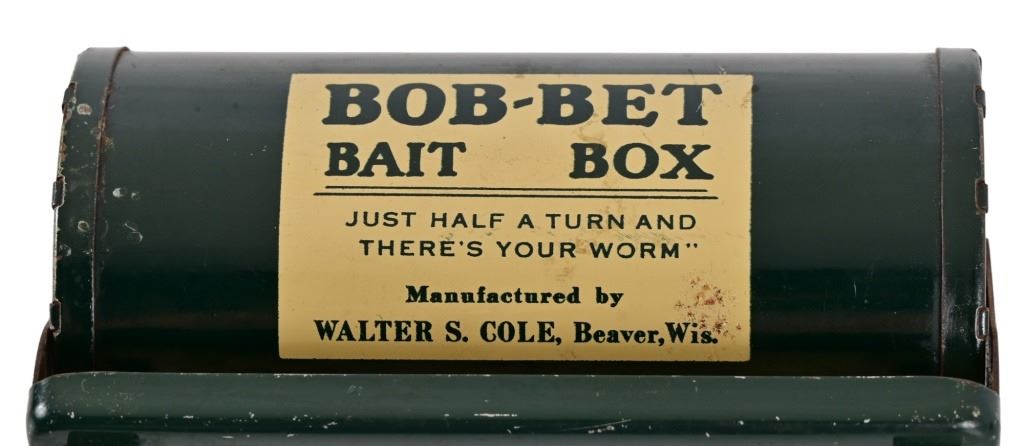 BOB-BET
BAIT BOX
JUST HALF A TURN AND
THERE'S YOUR WORM"
Manufactured by
WALTER S. COLE, Beaver, Wis.